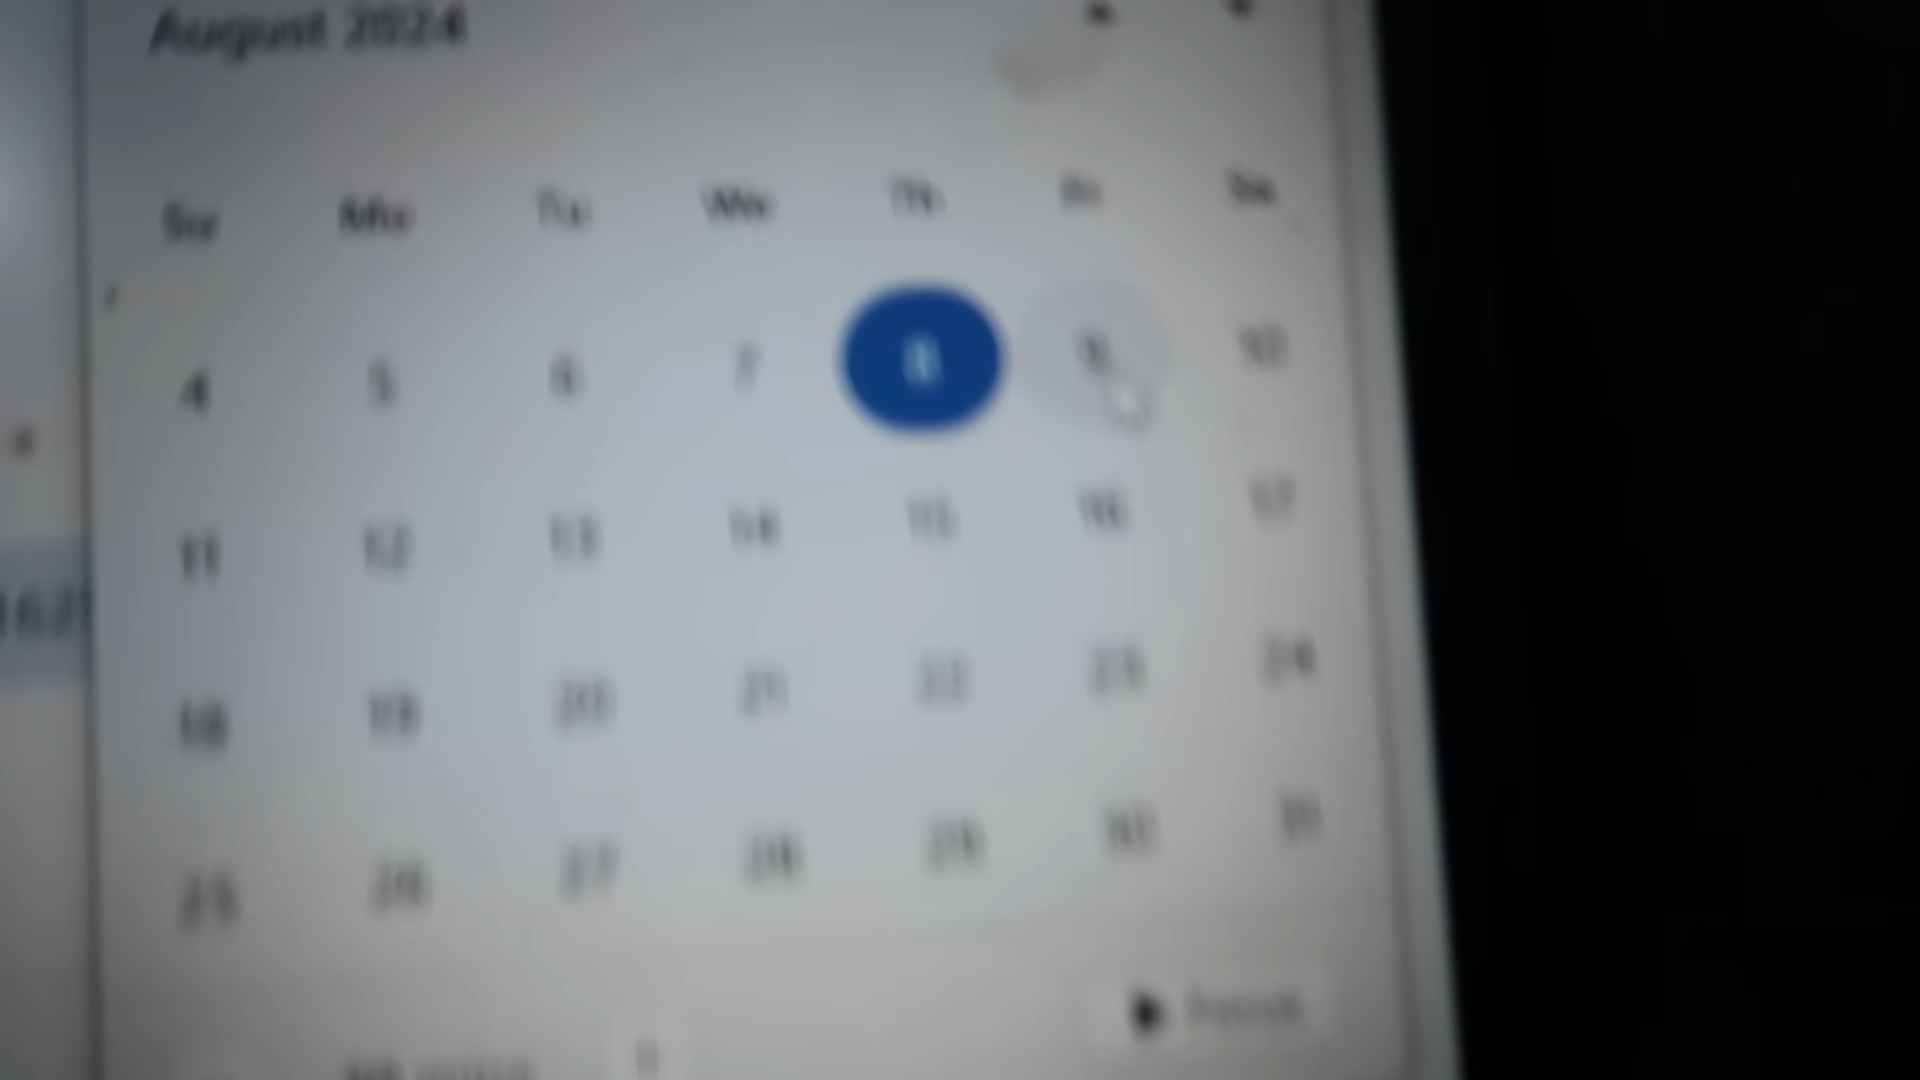 August 2024
Su Mo Tu We Th Fr Sa
4 5 6 7 8 9 10
11 12 13 14 15 16 17
18 19 20 21 22 23 24
25 26 27 28 29 30 31
Focus